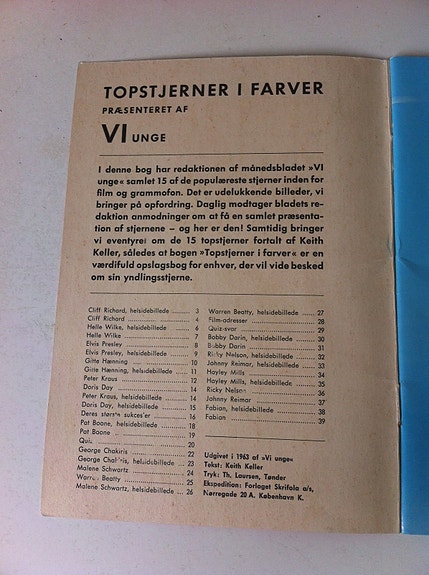 TOPSTJERNER I FARVER
PRÆSENTERET AF
VI UNGE
I denne bog har redaktionen af månedsbladet »VI
unge« samlet 15 af de populæreste stjerner inden for
film og grammofon. Det er udelukkende billeder, vi
bringer på opfordring. Daglig modtager bladets re-
daktion anmodninger om at få en samlet præsenta-
tion af stjernene – og her er den! Samtidig bringer
vi eventyret om de 15 topstjerner fortalt af Keith
Keller, således at bogen »Topstjerner i farver« er en
værdifuld opslagsbog for enhver, der vil vide besked
om sin yndlingsstjerne.
Cliff Richard, helsidebillede ........ 3
Cliff Richard ........ 4
Helle Wilke, helsidebillede ........ 6
Helle Wilke ........ 7
Elvis Presley ........ 8
Elvis Presley, helsidebillede ........ 9
Gitte Hænning ........ 10
Gitte Hænning, helsidebillede ........ 11
Peter Kraus ........ 12
Doris Day ........ 14
Peter Kraus, helsidebillede ........ 14
Doris Day, helsidebillede ........ 15
Deres største succes'er ........ 16
Pat Boone, helsidebillede ........ 18
Pat Boone ........ 19
Quiz ........ 20
George Chakiris ........ 22
George Chakiris, helsidebillede ........ 23
Malene Schwartz ........ 24
Warren Beatty ........ 25
Malene Schwartz, helsidebillede ... 26
Warren Beatty, helsidebillede ........ 27
Film-adresser ........ 28
Quiz-svar ........ 29
Bobby Darin, helsidebillede ........ 30
Bobby Darin ........ 31
Ricky Nelson, helsidebillede ........ 32
Johnny Reimar, helsidebillede ........ 33
Hayley Mills ........ 34
Hayley Mills, helsidebillede ........ 35
Ricky Nelson ........ 36
Johnny Reimar ........ 37
Fabian, helsidebillede ........ 38
Fabian ........ 39
Udgivet i 1963 af »Vi unge«
Tekst: Keith Keller
Tryk: Th. Laursen, Tønder
Ekspedition: Forlaget Skrifola a/s,
Nørregade 20 A. København K.